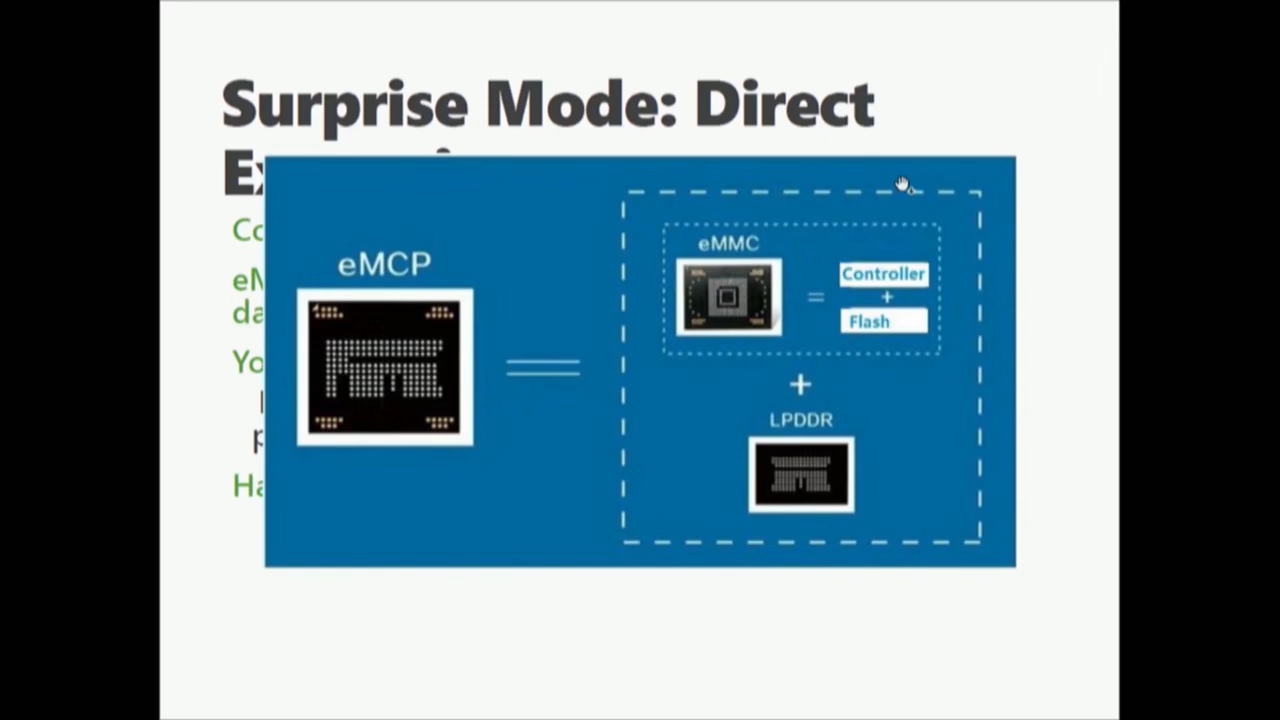 Surprise Mode: Direct
eMCP
eMMC
Controller
+
Flash
=
+
LPDDR